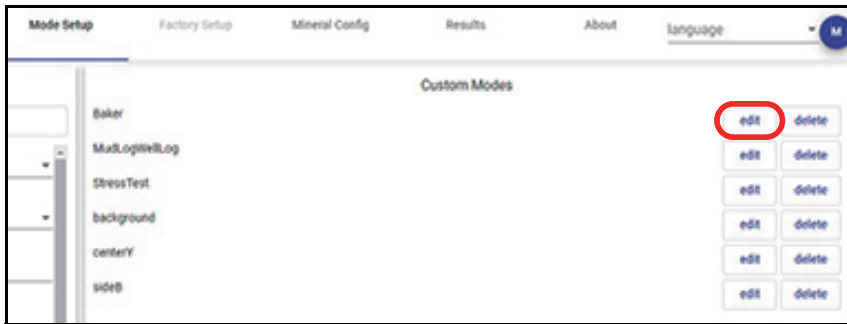 Mode Setup Factory Setup Mineral Config Results About language M
Custom Modes
Baker edit delete
MudLogWellLog edit delete
StressTest edit delete
background edit delete
centerY edit delete
sideB edit delete